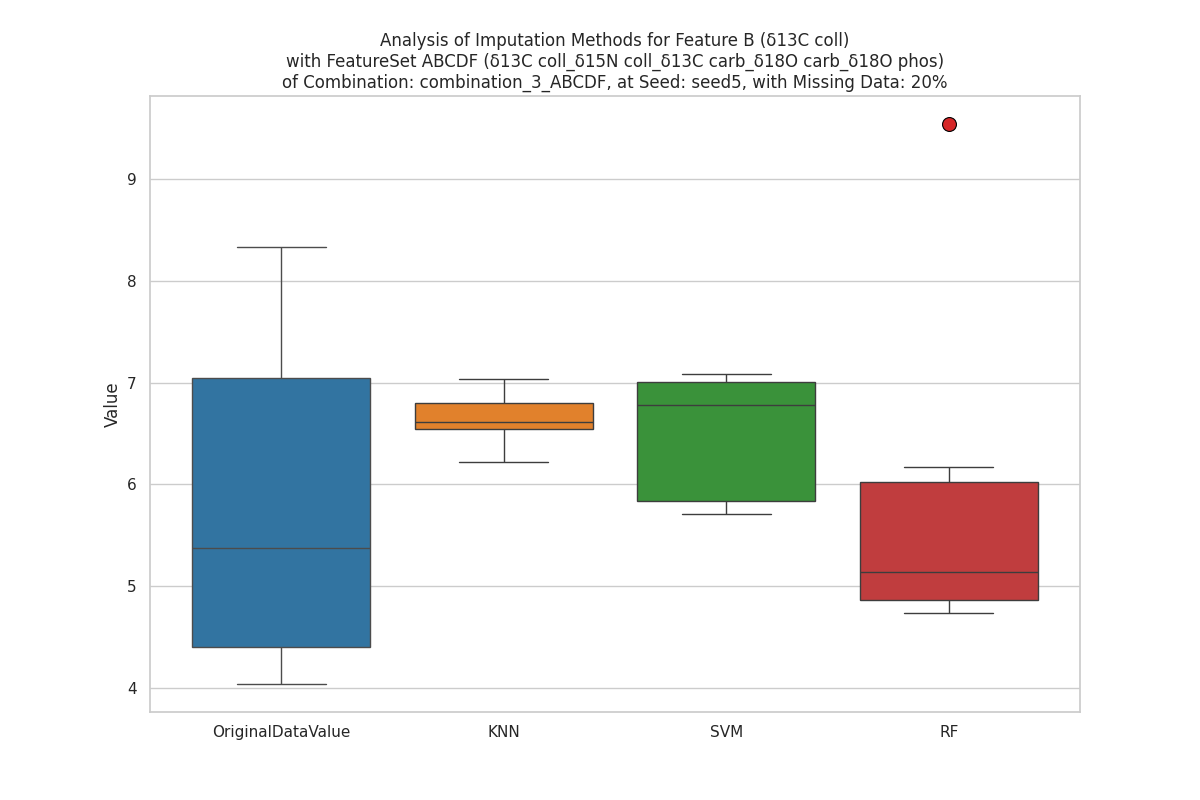 Analysis of Imputation Methods for Feature B (δ13C coll)
with FeatureSet ABCDF (δ13C coll_δ15N coll_δ13C carb_δ18O carb_δ18O phos)
of Combination: combination_3_ABCDF, at Seed: seed5, with Missing Data: 20%
9
8
7
6
5
4
Value
OriginalDataValue
KNN
SVM
RF